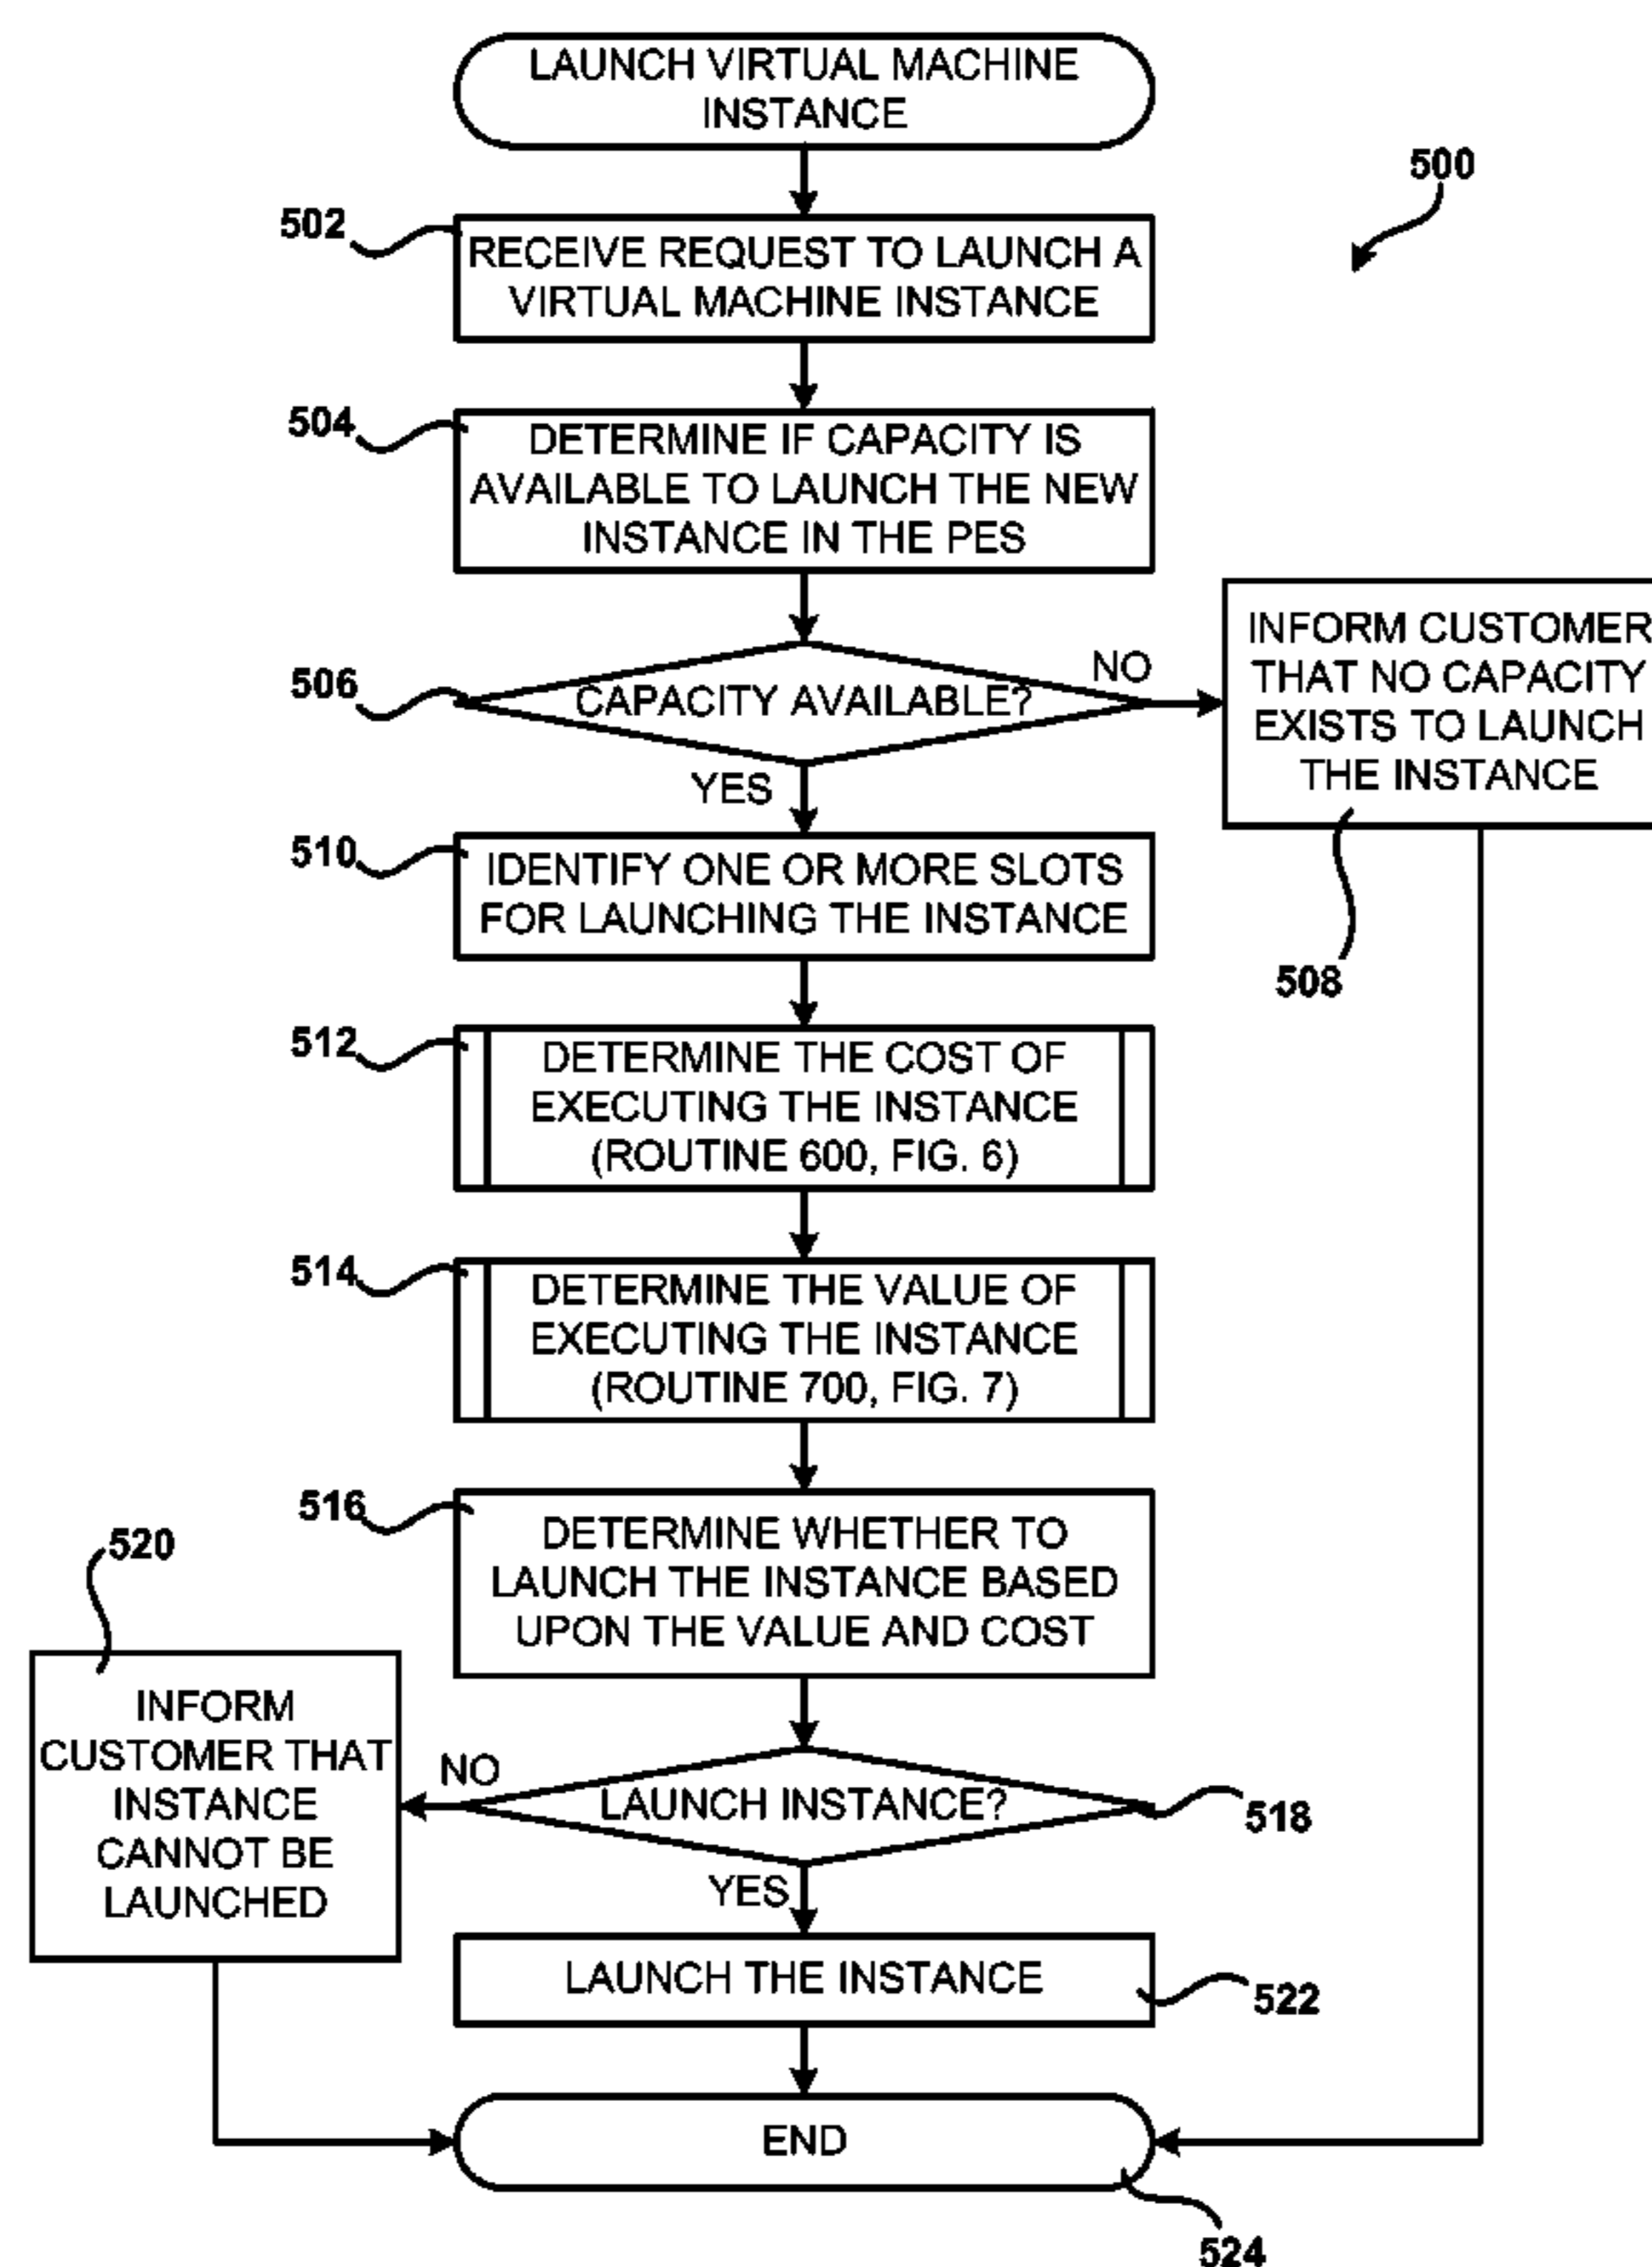 LAUNCH VIRTUAL MACHINE
INSTANCE
500
502
RECEIVE REQUEST TO LAUNCH A
VIRTUAL MACHINE INSTANCE
504
DETERMINE IF CAPACITY IS
AVAILABLE TO LAUNCH THE NEW
INSTANCE IN THE PES
506
CAPACITY AVAILABLE?
NO
YES
INFORM CUSTOMER
THAT NO CAPACITY
EXISTS TO LAUNCH
THE INSTANCE
508
510
IDENTIFY ONE OR MORE SLOTS
FOR LAUNCHING THE INSTANCE
512
DETERMINE THE COST OF
EXECUTING THE INSTANCE
(ROUTINE 600, FIG. 6)
514
DETERMINE THE VALUE OF
EXECUTING THE INSTANCE
(ROUTINE 700, FIG. 7)
516
DETERMINE WHETHER TO
LAUNCH THE INSTANCE BASED
UPON THE VALUE AND COST
520
INFORM
CUSTOMER THAT
INSTANCE
CANNOT BE
LAUNCHED
NO
LAUNCH INSTANCE?
518
YES
LAUNCH THE INSTANCE
522
END
524